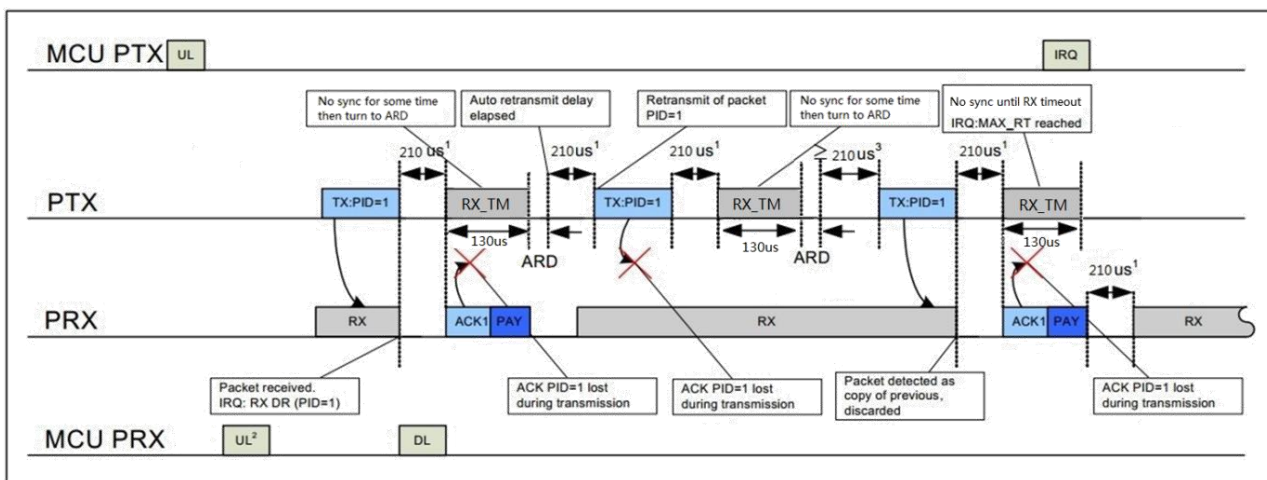 MCU PTX
UL
IRQ
No sync for some time
then turn to ARD
Auto retransmit delay
elapsed
Retransmit of packet
PID=1
No sync for some time
then turn to ARD
No sync until RX timeout
IRQ:MAX_RT reached
210 us¹
210us¹
210 us¹
210us³
210us¹
PTX
TX:PID=1
RX_TM
TX:PID=1
RX_TM
TX:PID=1
RX_TM
130us
ARD
130us
ARD
130us
210 us¹
PRX
RX
ACK1
PAY
RX
ACK1
PAY
RX
Packet received.
IRQ: RX DR (PID=1)
ACK PID=1 lost
during transmission
ACK PID=1 lost
during transmission
Packet detected as
copy of previous,
discarded
ACK PID=1 lost
during transmission
MCU PRX
UL²
DL